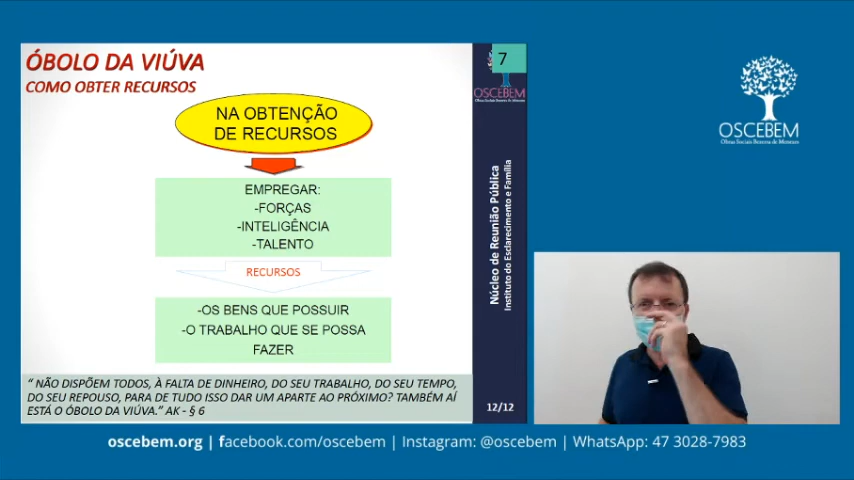 ÓBOLO DA VIÚVA
COMO OBTER RECURSOS
NA OBTENÇÃO
DE RECURSOS
EMPREGAR:
-FORÇAS
-INTELIGÊNCIA
-TALENTO
RECURSOS
-OS BENS QUE POSSUIR
-O TRABALHO QUE SE POSSA
FAZER
“ NÃO DISPÕEM TODOS, À FALTA DE DINHEIRO, DO SEU TRABALHO, DO SEU TEMPO,
DO SEU REPOUSO, PARA DE TUDO ISSO DAR UM APARTE AO PRÓXIMO? TAMBÉM AÍ
ESTÁ O ÓBOLO DA VIÚVA.” AK - § 6
7
OSCEBEM
Núcleo de Reunião Pública
Instituto do Esclarecimento e Família
12/12
OSCEBEM
Obras Sociais Bezerra de Menezes
oscebem.org | facebook.com/oscebem | Instagram: @oscebem | WhatsApp: 47 3028-7983